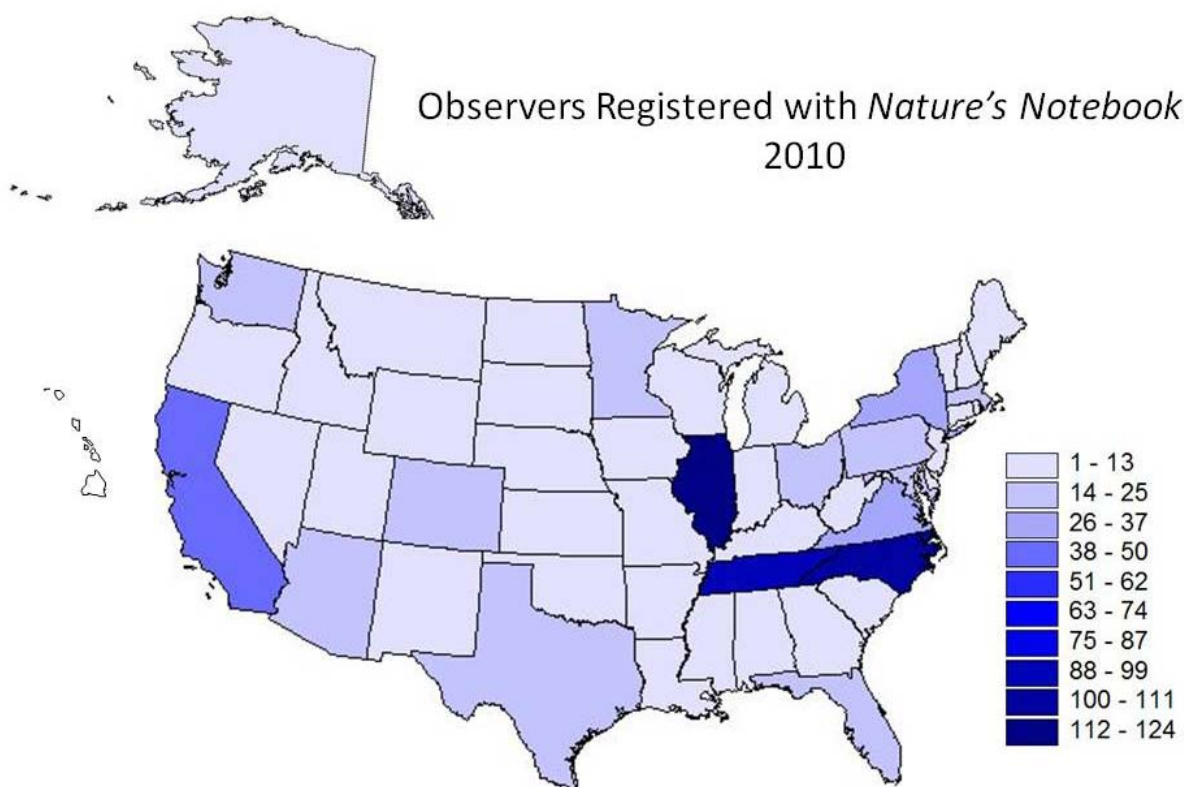 Observers Registered with Nature's Notebook
2010
1 - 13
14 - 25
26 - 37
38 - 50
51 - 62
63 - 74
75 - 87
88 - 99
100 - 111
112 - 124